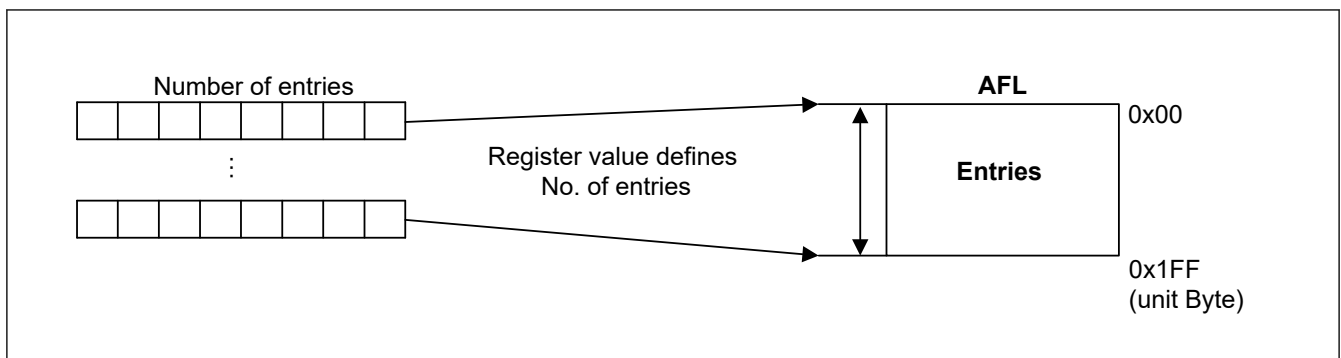 Number of entries
⋮
Register value defines
No. of entries
AFL
0x00
Entries
0x1FF
(unit Byte)